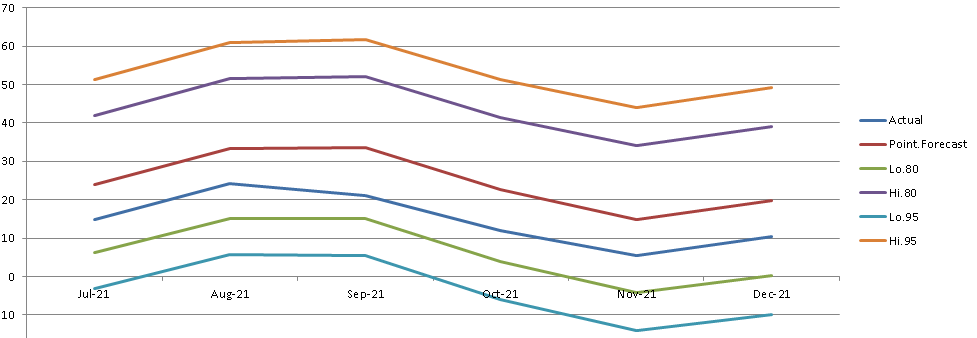 70
60
50
40
30
20
10
0
10
Jul-21 Aug-21 Sep-21 Oct-21 Nov-21 Dec-21
Actual
Point.Forecast
Lo.80
Hi.80
Lo.95
Hi.95